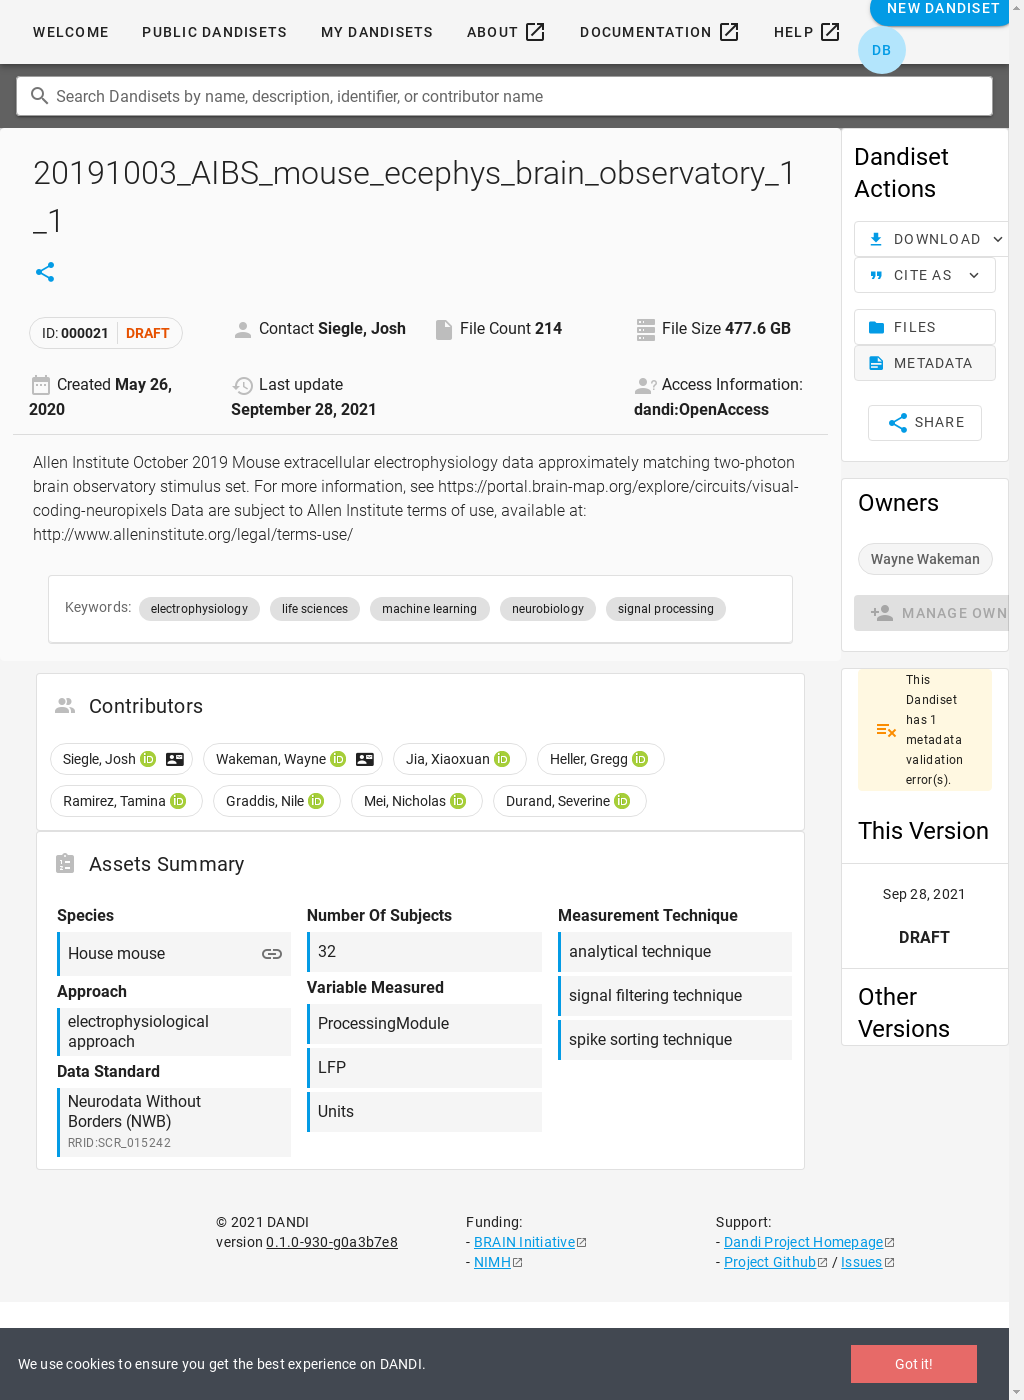 WELCOME PUBLIC DANDISETS MY DANDISETS ABOUT DOCUMENTATION HELP NEW DANDISET
DB
Search Dandisets by name, description, identifier, or contributor name
20191003_AIBS_mouse_ecephys_brain_observatory_1
_1
ID: 000021 DRAFT
Contact Siegle, Josh
File Count 214
File Size 477.6 GB
Created May 26,
2020
Last update
September 28, 2021
Access Information:
dandi:OpenAccess
Allen Institute October 2019 Mouse extracellular electrophysiology data approximately matching two-photon
brain observatory stimulus set. For more information, see https://portal.brain-map.org/explore/circuits/visual-
coding-neuropixels Data are subject to Allen Institute terms of use, available at:
http://www.alleninstitute.org/legal/terms-use/
Keywords: electrophysiology life sciences machine learning neurobiology signal processing
Contributors
Siegle, Josh iD Wakeman, Wayne iD Jia, Xiaoxuan iD Heller, Gregg iD
Ramirez, Tamina iD Graddis, Nile iD Mei, Nicholas iD Durand, Severine iD
Assets Summary
Species
House mouse
Approach
electrophysiological
approach
Data Standard
Neurodata Without
Borders (NWB)
RRID:SCR_015242
Number Of Subjects
32
Variable Measured
ProcessingModule
LFP
Units
Measurement Technique
analytical technique
signal filtering technique
spike sorting technique
Dandiset
Actions
DOWNLOAD
CITE AS
FILES
METADATA
SHARE
Owners
Wayne Wakeman
MANAGE OWN
This
Dandiset
has 1
metadata
validation
error(s).
This Version
Sep 28, 2021
DRAFT
Other
Versions
© 2021 DANDI
version 0.1.0-930-g0a3b7e8
Funding:
- BRAIN Initiative
- NIMH
Support:
- Dandi Project Homepage
- Project Github / Issues
We use cookies to ensure you get the best experience on DANDI.
Got it!